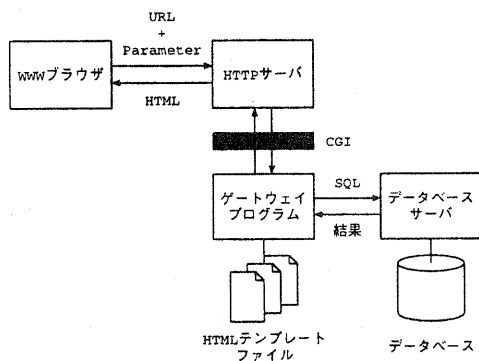 URL
+
Parameter
WWWブラウザ
HTTPサーバ
HTML
CGI
ゲートウェイ
プログラム
SQL
結果
データベース
サーバ
HTMLテンプレート
ファイル
データベース